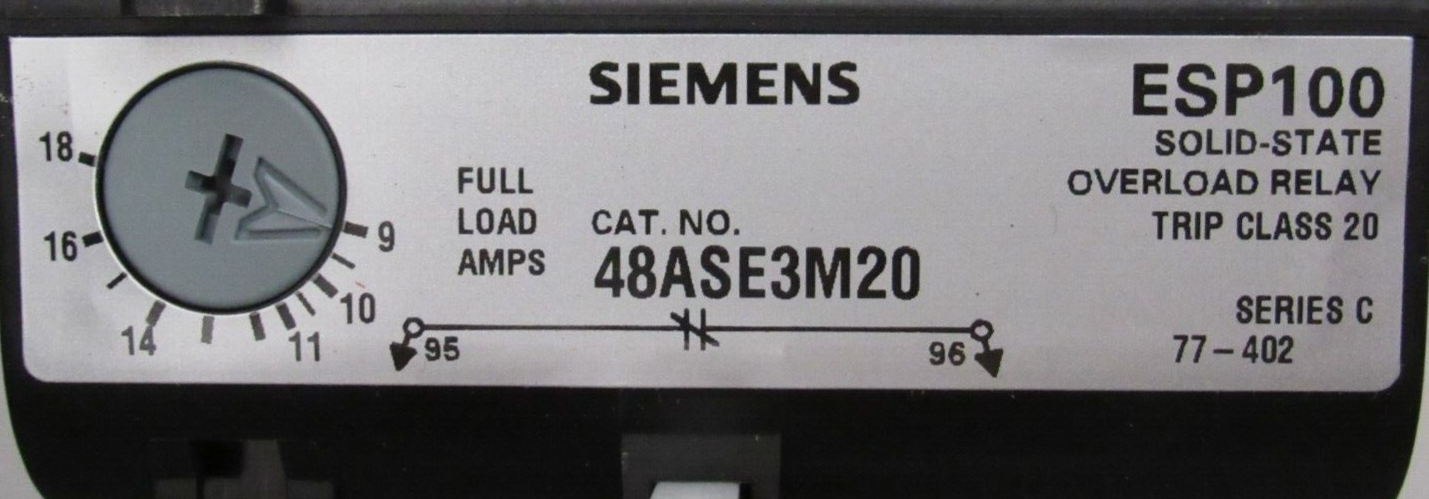 SIEMENS
ESP100
SOLID-STATE
OVERLOAD RELAY
TRIP CLASS 20
18
16
14
11
10
9
FULL
LOAD
AMPS
CAT. NO.
48ASE3M20
95
96
SERIES C
77-402